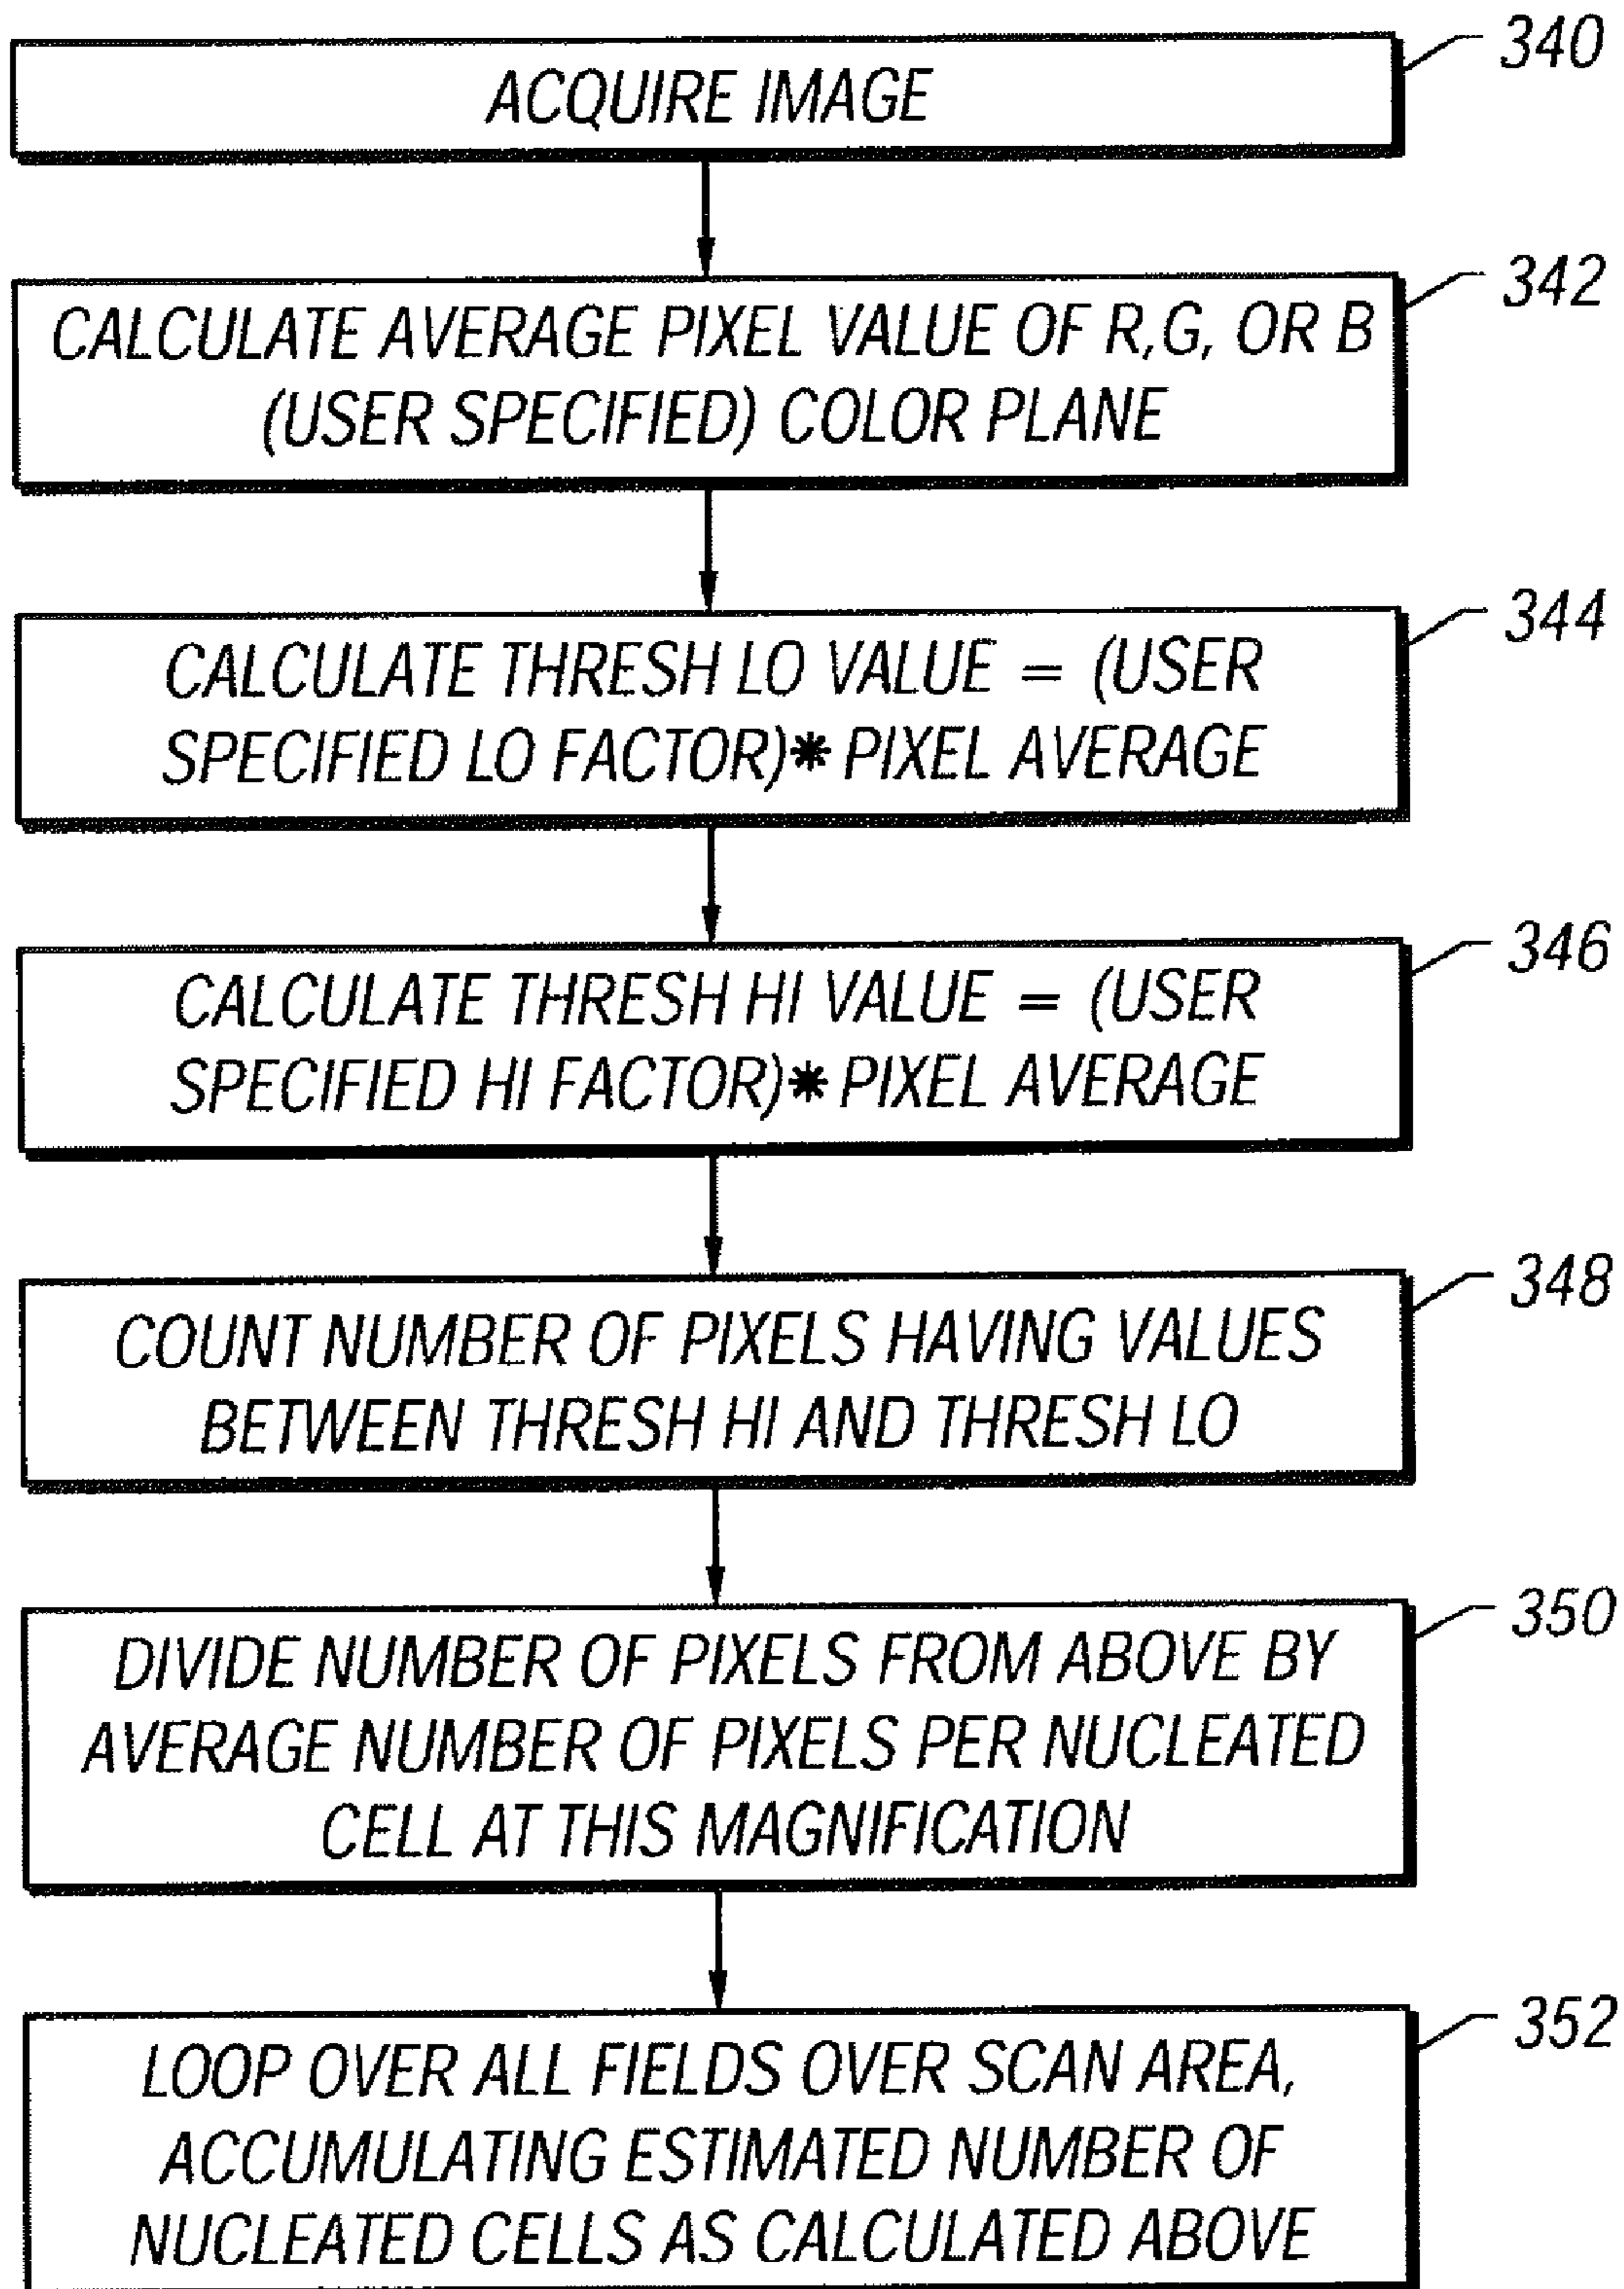 340
ACQUIRE IMAGE
342
CALCULATE AVERAGE PIXEL VALUE OF R,G, OR B
(USER SPECIFIED) COLOR PLANE
344
CALCULATE THRESH LO VALUE = (USER
SPECIFIED LO FACTOR)* PIXEL AVERAGE
346
CALCULATE THRESH HI VALUE = (USER
SPECIFIED HI FACTOR)* PIXEL AVERAGE
348
COUNT NUMBER OF PIXELS HAVING VALUES
BETWEEN THRESH HI AND THRESH LO
350
DIVIDE NUMBER OF PIXELS FROM ABOVE BY
AVERAGE NUMBER OF PIXELS PER NUCLEATED
CELL AT THIS MAGNIFICATION
352
LOOP OVER ALL FIELDS OVER SCAN AREA,
ACCUMULATING ESTIMATED NUMBER OF
NUCLEATED CELLS AS CALCULATED ABOVE